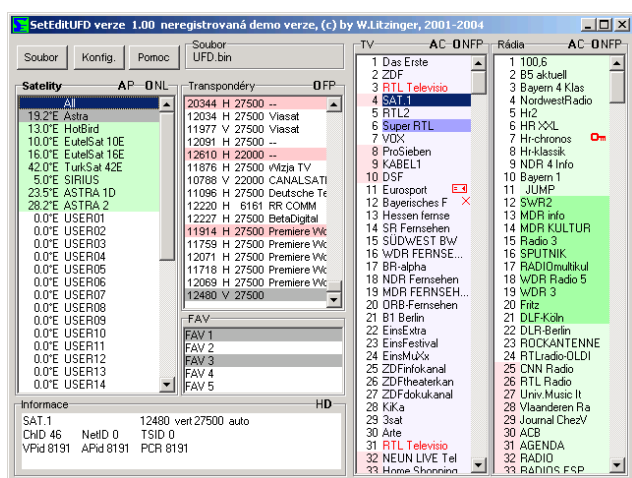 SetEditUFD verze 1.00 neregistrovaná demo verze, (c) by W.Litzinger, 2001-2004
Soubor
Konfig.
Pomoc
Soubor
UFD.bin
Satelity AP ONL
All
19.2°E Astra
13.0°E HotBird
10.0°E EutelSat 10E
16.0°E EutelSat 16E
42.0°E TurkSat 42E
5.0°E SIRIUS
23.5°E ASTRA 1D
28.2°E ASTRA 2
0.0°E USER01
0.0°E USER02
0.0°E USER03
0.0°E USER04
0.0°E USER05
0.0°E USER06
0.0°E USER07
0.0°E USER08
0.0°E USER09
0.0°E USER10
0.0°E USER11
0.0°E USER12
0.0°E USER13
0.0°E USER14
Transpondéry OFP
20344 H 27500 --
12034 H 27500 Viasat
11977 V 27500 Viasat
12091 H 27500 --
12610 H 22000 --
11876 H 27500 Wizja TV
10788 V 22000 CANALSATI
11096 H 27500 Deutsche Te
12220 H 6161 RR COMM
12227 H 27500 BetaDigital
11914 H 27500 Premiere Wo
11759 H 27500 Premiere Wo
12071 H 27500 Premiere Wo
11718 H 27500 Premiere Wo
12069 H 27500 Premiere Wo
12480 V 27500
FAV
FAV 1
FAV 2
FAV 3
FAV 4
FAV 5
Informace HD
SAT.1 12480 vert 27500 auto
ChID 46 NetID 0 TSID 0
VPid 8191 APid 8191 PCR 8191
TV AC ONFP
1 Das Erste
2 ZDF
3 RTL Televisio
4 SAT.1
5 RTL2
6 Super RTL
7 VOX
8 ProSieben
9 KABEL1
10 DSF
11 Eurosport
12 Bayerisches F
13 Hessen fernse
14 SR Fernsehen
15 SÜDWEST BW
16 WDR FERNSE...
17 BR-alpha
18 NDR Fernsehen
19 MDR FERNSEH...
20 ORB-Fernsehen
21 B1 Berlin
22 EinsExtra
23 EinsFestival
24 EinsMuXx
25 ZDFinfokanal
26 ZDFtheaterkan
27 ZDFdokukanal
28 KiKa
29 3sat
30 Arte
31 RTL Televisio
32 NEUN LIVE Tel
33 Home Shopping
Rádia AC ONFP
1 100,6
2 B5 aktuell
3 Bayern 4 Klas
4 NordwestRadio
5 Hr2
6 HR XXL
7 Hr-chronos
8 Hr-klassik
9 NDR 4 Info
10 Bayern 1
11 JUMP
12 SWR2
13 MDR info
14 MDR KULTUR
15 Radio 3
16 SPUTNIK
17 RADIOmultikul
18 WDR Radio 5
19 WDR 3
20 Fritz
21 DLF-Köln
22 DLR-Berlin
23 ROCKANTENNE
24 RTLradio-OLDI
25 CNN Radio
26 RTL Radio
27 Univ.Music It
28 Vlaanderen Ra
29 Journal ChezV
30 ACB
31 AGENDA
32 RADIO
33 RADIOS ESP